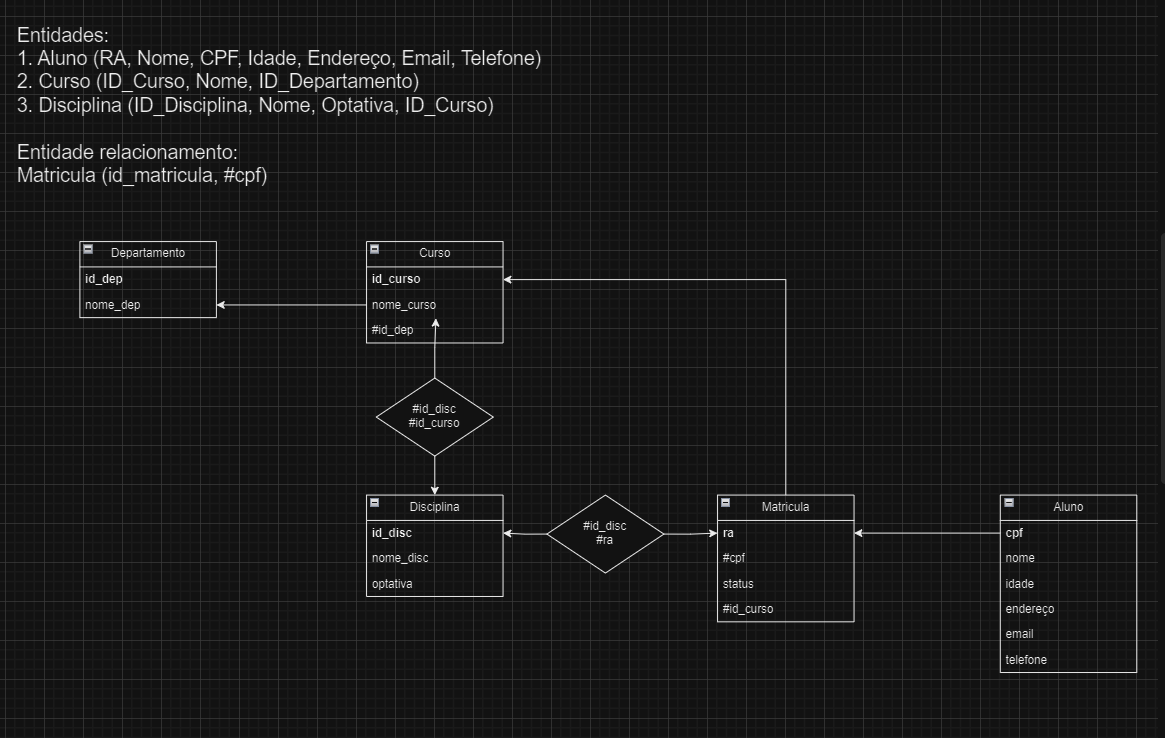 Entidades:
1. Aluno (RA, Nome, CPF, Idade, Endereço, Email, Telefone)
2. Curso (ID_Curso, Nome, ID_Departamento)
3. Disciplina (ID_Disciplina, Nome, Optativa, ID_Curso)
Entidade relacionamento:
Matricula (id_matricula, #cpf)
Departamento
id_dep
nome_dep
Curso
id_curso
nome_curso
#id_dep
#id_disc
#id_curso
Disciplina
id_disc
nome_disc
optativa
#id_disc
#ra
Matricula
ra
#cpf
status
#id_curso
Aluno
cpf
nome
idade
endereço
email
telefone